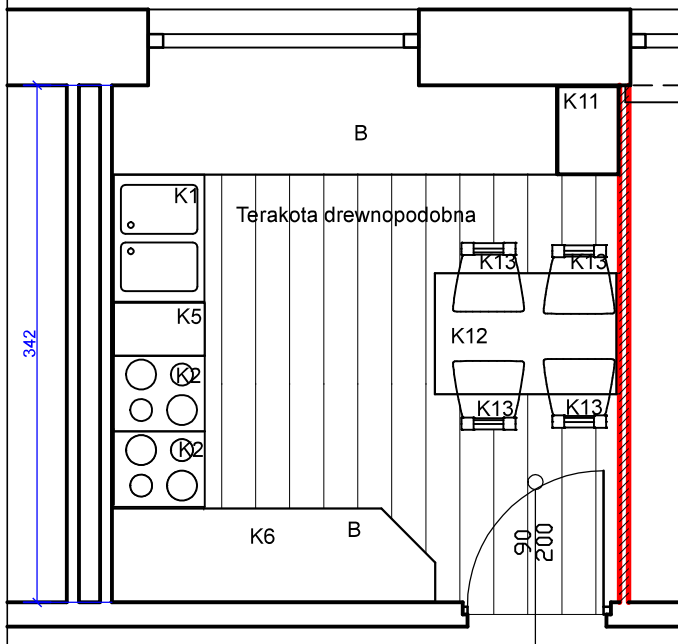 K11
B
K1
Terakota drewnopodobna
K13
K13
K5
K12
342
K2
K13
K13
K2
K6
B
90
200